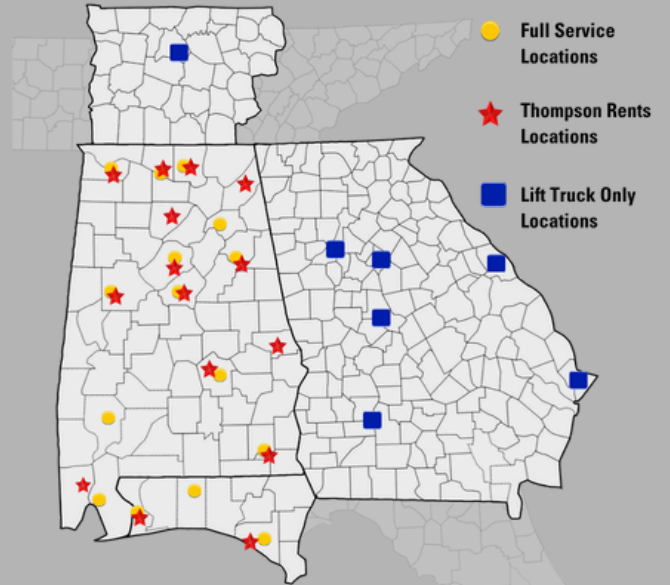 Full Service
Locations
Thompson Rents
Locations
Lift Truck Only
Locations